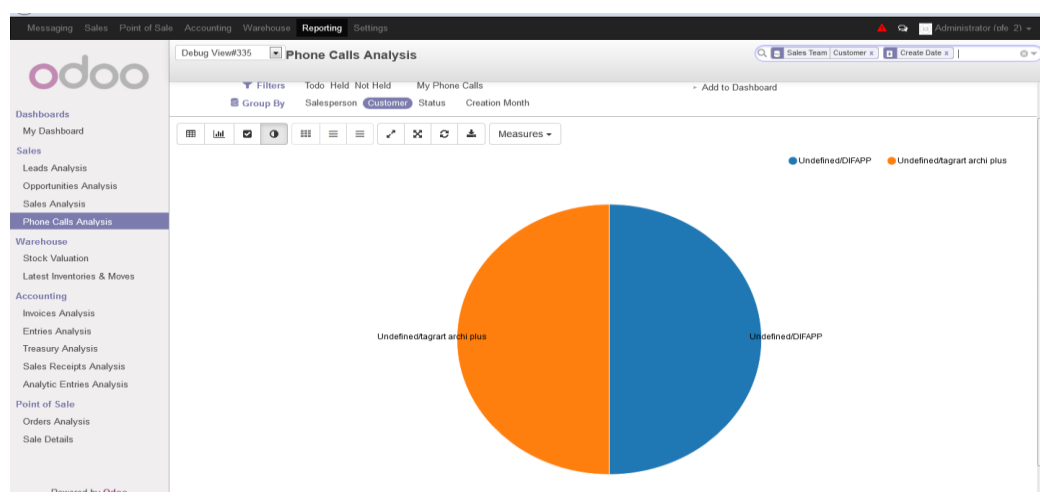 Messaging Sales Point of Sale Accounting Warehouse Reporting Settings Administrator (ofe_2)
odoo
Debug View#335 Phone Calls Analysis Sales Team Customer x Create Date x
Filters Todo Held Not Held My Phone Calls Add to Dashboard
Group By Salesperson Customer Status Creation Month
Measures
Undefined/DIFAPP Undefined/tagrart archi plus
Undefined/tagrart archi plus Undefined/DIFAPP
Dashboards
My Dashboard
Sales
Leads Analysis
Opportunities Analysis
Sales Analysis
Phone Calls Analysis
Warehouse
Stock Valuation
Latest Inventories & Moves
Accounting
Invoices Analysis
Entries Analysis
Treasury Analysis
Sales Receipts Analysis
Analytic Entries Analysis
Point of Sale
Orders Analysis
Sale Details
Powered by Odoo